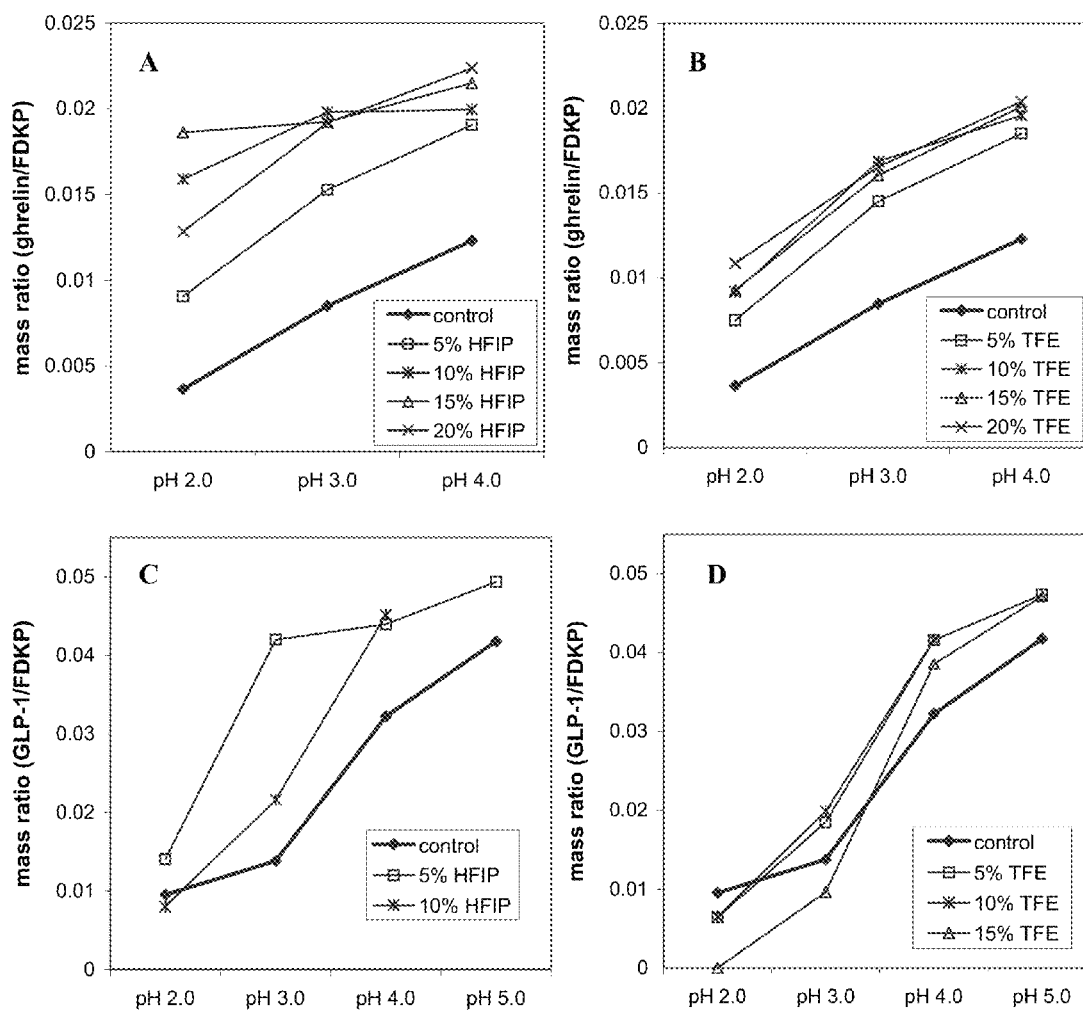 A
mass ratio (ghrelin/FDKP)
0.025
0.02
0.015
0.01
0.005
0
pH 2.0 pH 3.0 pH 4.0
control
5% HFIP
10% HFIP
15% HFIP
20% HFIP
B
mass ratio (ghrelin/FDKP)
0.025
0.02
0.015
0.01
0.005
0
pH 2.0 pH 3.0 pH 4.0
control
5% TFE
10% TFE
15% TFE
20% TFE
C
mass ratio (GLP-1/FDKP)
0.05
0.04
0.03
0.02
0.01
0
pH 2.0 pH 3.0 pH 4.0 pH 5.0
control
5% HFIP
10% HFIP
D
mass ratio (GLP-1/FDKP)
0.05
0.04
0.03
0.02
0.01
0
pH 2.0 pH 3.0 pH 4.0 pH 5.0
control
5% TFE
10% TFE
15% TFE